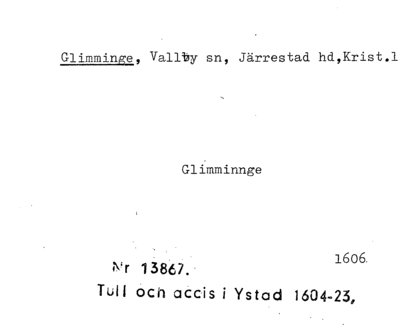 Glimminge, Vallby sn, Järrestad hd,Krist.l
Glimminnge
1606.
Nr 13867.
Tull och accis i Ystad 1604-23,